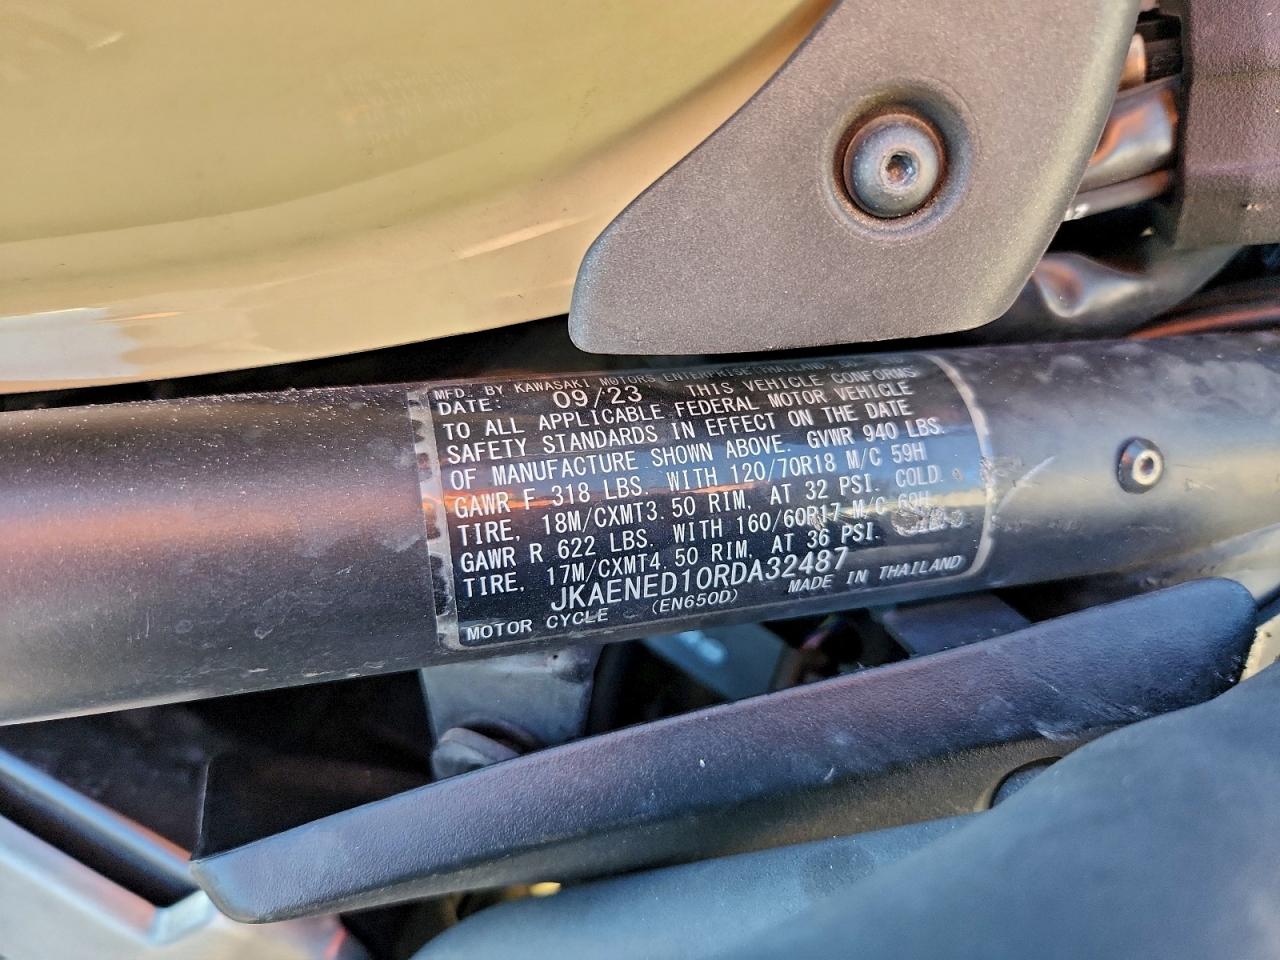 MFD. BY KAWASAKI MOTORS ENTERPRISE(THAILAND)
DATE: 09/23 THIS VEHICLE CONFORMS
TO ALL APPLICABLE FEDERAL MOTOR VEHICLE
SAFETY STANDARDS IN EFFECT ON THE DATE
OF MANUFACTURE SHOWN ABOVE. GVWR 940 LBS.
GAWR F 318 LBS. WITH 120/70R18 M/C 59H
TIRE, 18M/CXMT3.50 RIM, AT 32 PSI. COLD.
GAWR R 622 LBS. WITH 160/60R17 M/C 69H
TIRE, 17M/CXMT4.50 RIM, AT 36 PSI.
JKAENED10RDA32487
MOTOR CYCLE (EN650D) MADE IN THAILAND